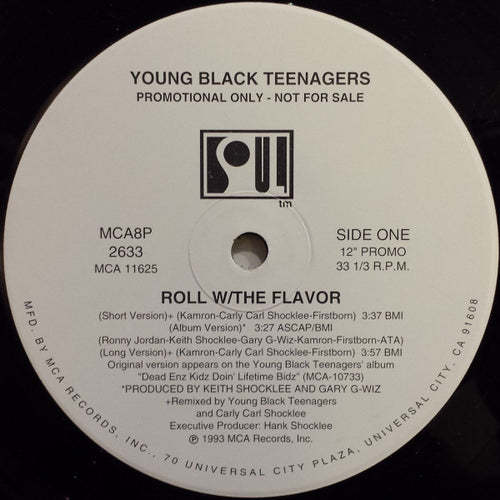 YOUNG BLACK TEENAGERS
PROMOTIONAL ONLY - NOT FOR SALE
SOUL
tm
MCA8P
2633
MCA 11625
SIDE ONE
12" PROMO
33 1/3 R.P.M.
ROLL W/THE FLAVOR
(Short Version)+ (Kamron-Carly Carl Shocklee-Firstborn) 3:37 BMI
(Album Version)* 3:27 ASCAP/BMI
(Ronny Jordan-Keith Shocklee-Gary G-Wiz-Kamron-Firstborn-ATA)
(Long Version)+ (Kamron-Carly Carl Shocklee-Firstborn) 3:57 BMI
Original version appears on the Young Black Teenagers' album
"Dead Enz Kidz Doin' Lifetime Bidz" (MCA-10733)
*PRODUCED BY KEITH SHOCKLEE AND GARY G-WIZ
+Remixed by Young Black Teenagers
and Carly Carl Shocklee
Executive Producer: Hank Shocklee
℗ 1993 MCA Records, Inc.
MFD. BY MCA RECORDS, INC., 70 UNIVERSAL CITY PLAZA, UNIVERSAL CITY, CA 91608